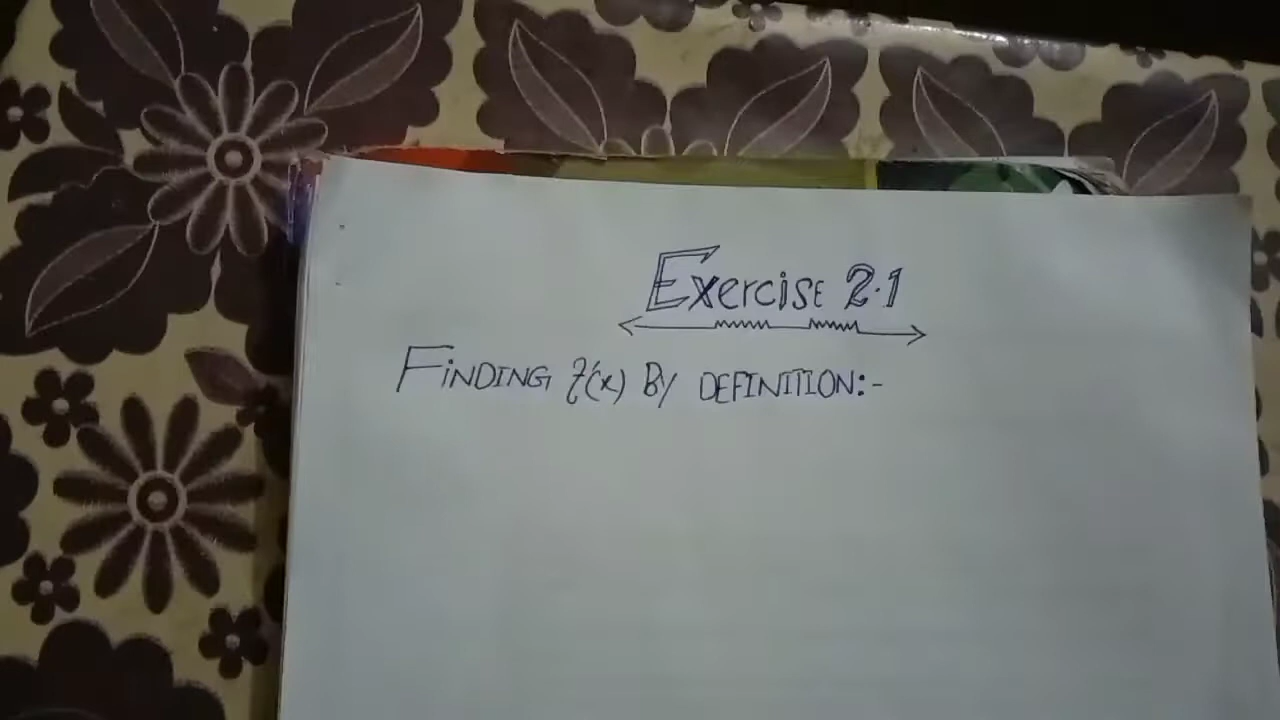 Exercise 2.1
FINDING f'(x) BY DEFINITION:-